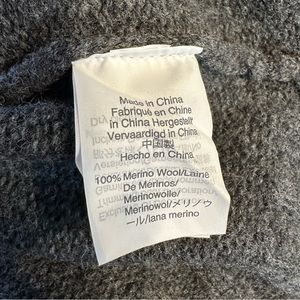 Made in China
Fabriqué en Chine
in China Hergestellt
Vervaardigd in China
中国製
Hecho en China
100% Merino Wool/Laine
De Merinos/
Merinowolle/
Merinowol/メリノウ
ール/lana merino